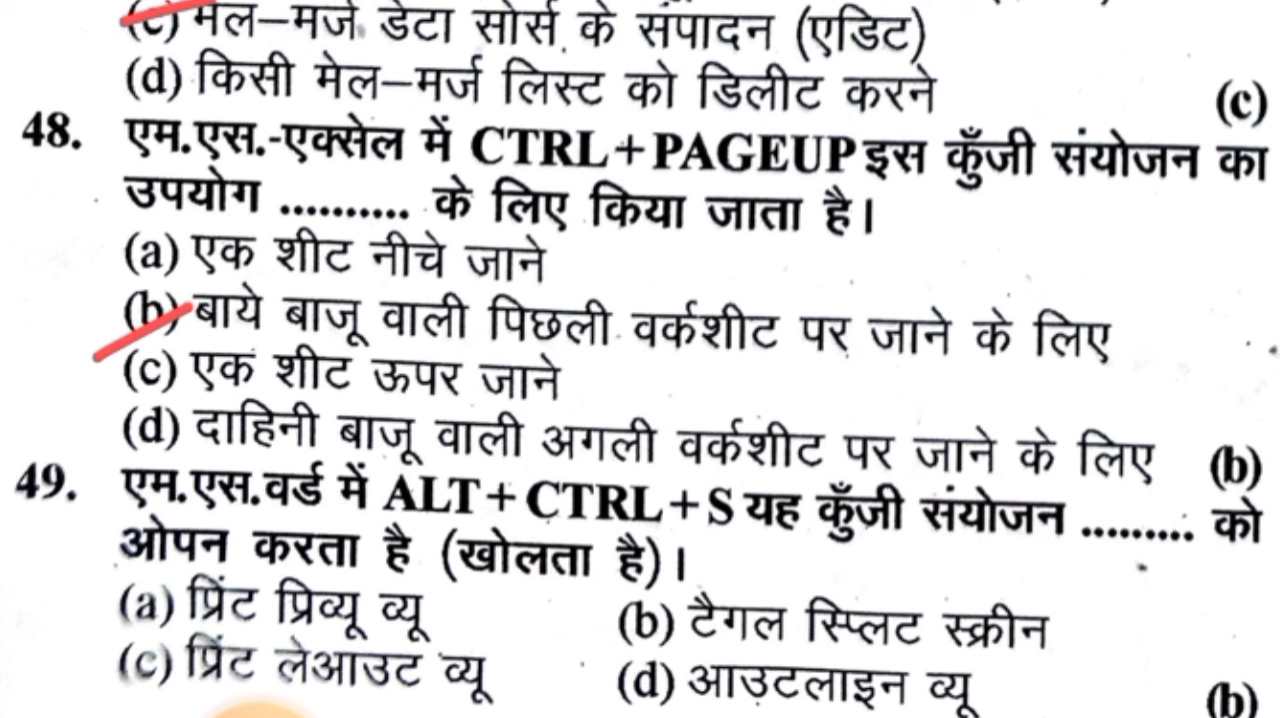 (c) मेल–मर्ज डेटा सोर्स के संपादन (एडिट)
(d) किसी मेल–मर्ज लिस्ट को डिलीट करने (c)
48. एम.एस.-एक्सेल में CTRL+PAGEUP इस कुँजी संयोजन का
उपयोग .......... के लिए किया जाता है।
(a) एक शीट नीचे जाने
(b) बाये बाजू वाली पिछली वर्कशीट पर जाने के लिए
(c) एक शीट ऊपर जाने
(d) दाहिनी बाजू वाली अगली वर्कशीट पर जाने के लिए (b)
49. एम.एस.वर्ड में ALT+CTRL+S यह कुँजी संयोजन ......... को
ओपन करता है (खोलता है)।
(a) प्रिंट प्रिव्यू व्यू (b) टैगल स्प्लिट स्क्रीन
(c) प्रिंट लेआउट व्यू (d) आउटलाइन व्यू (b)